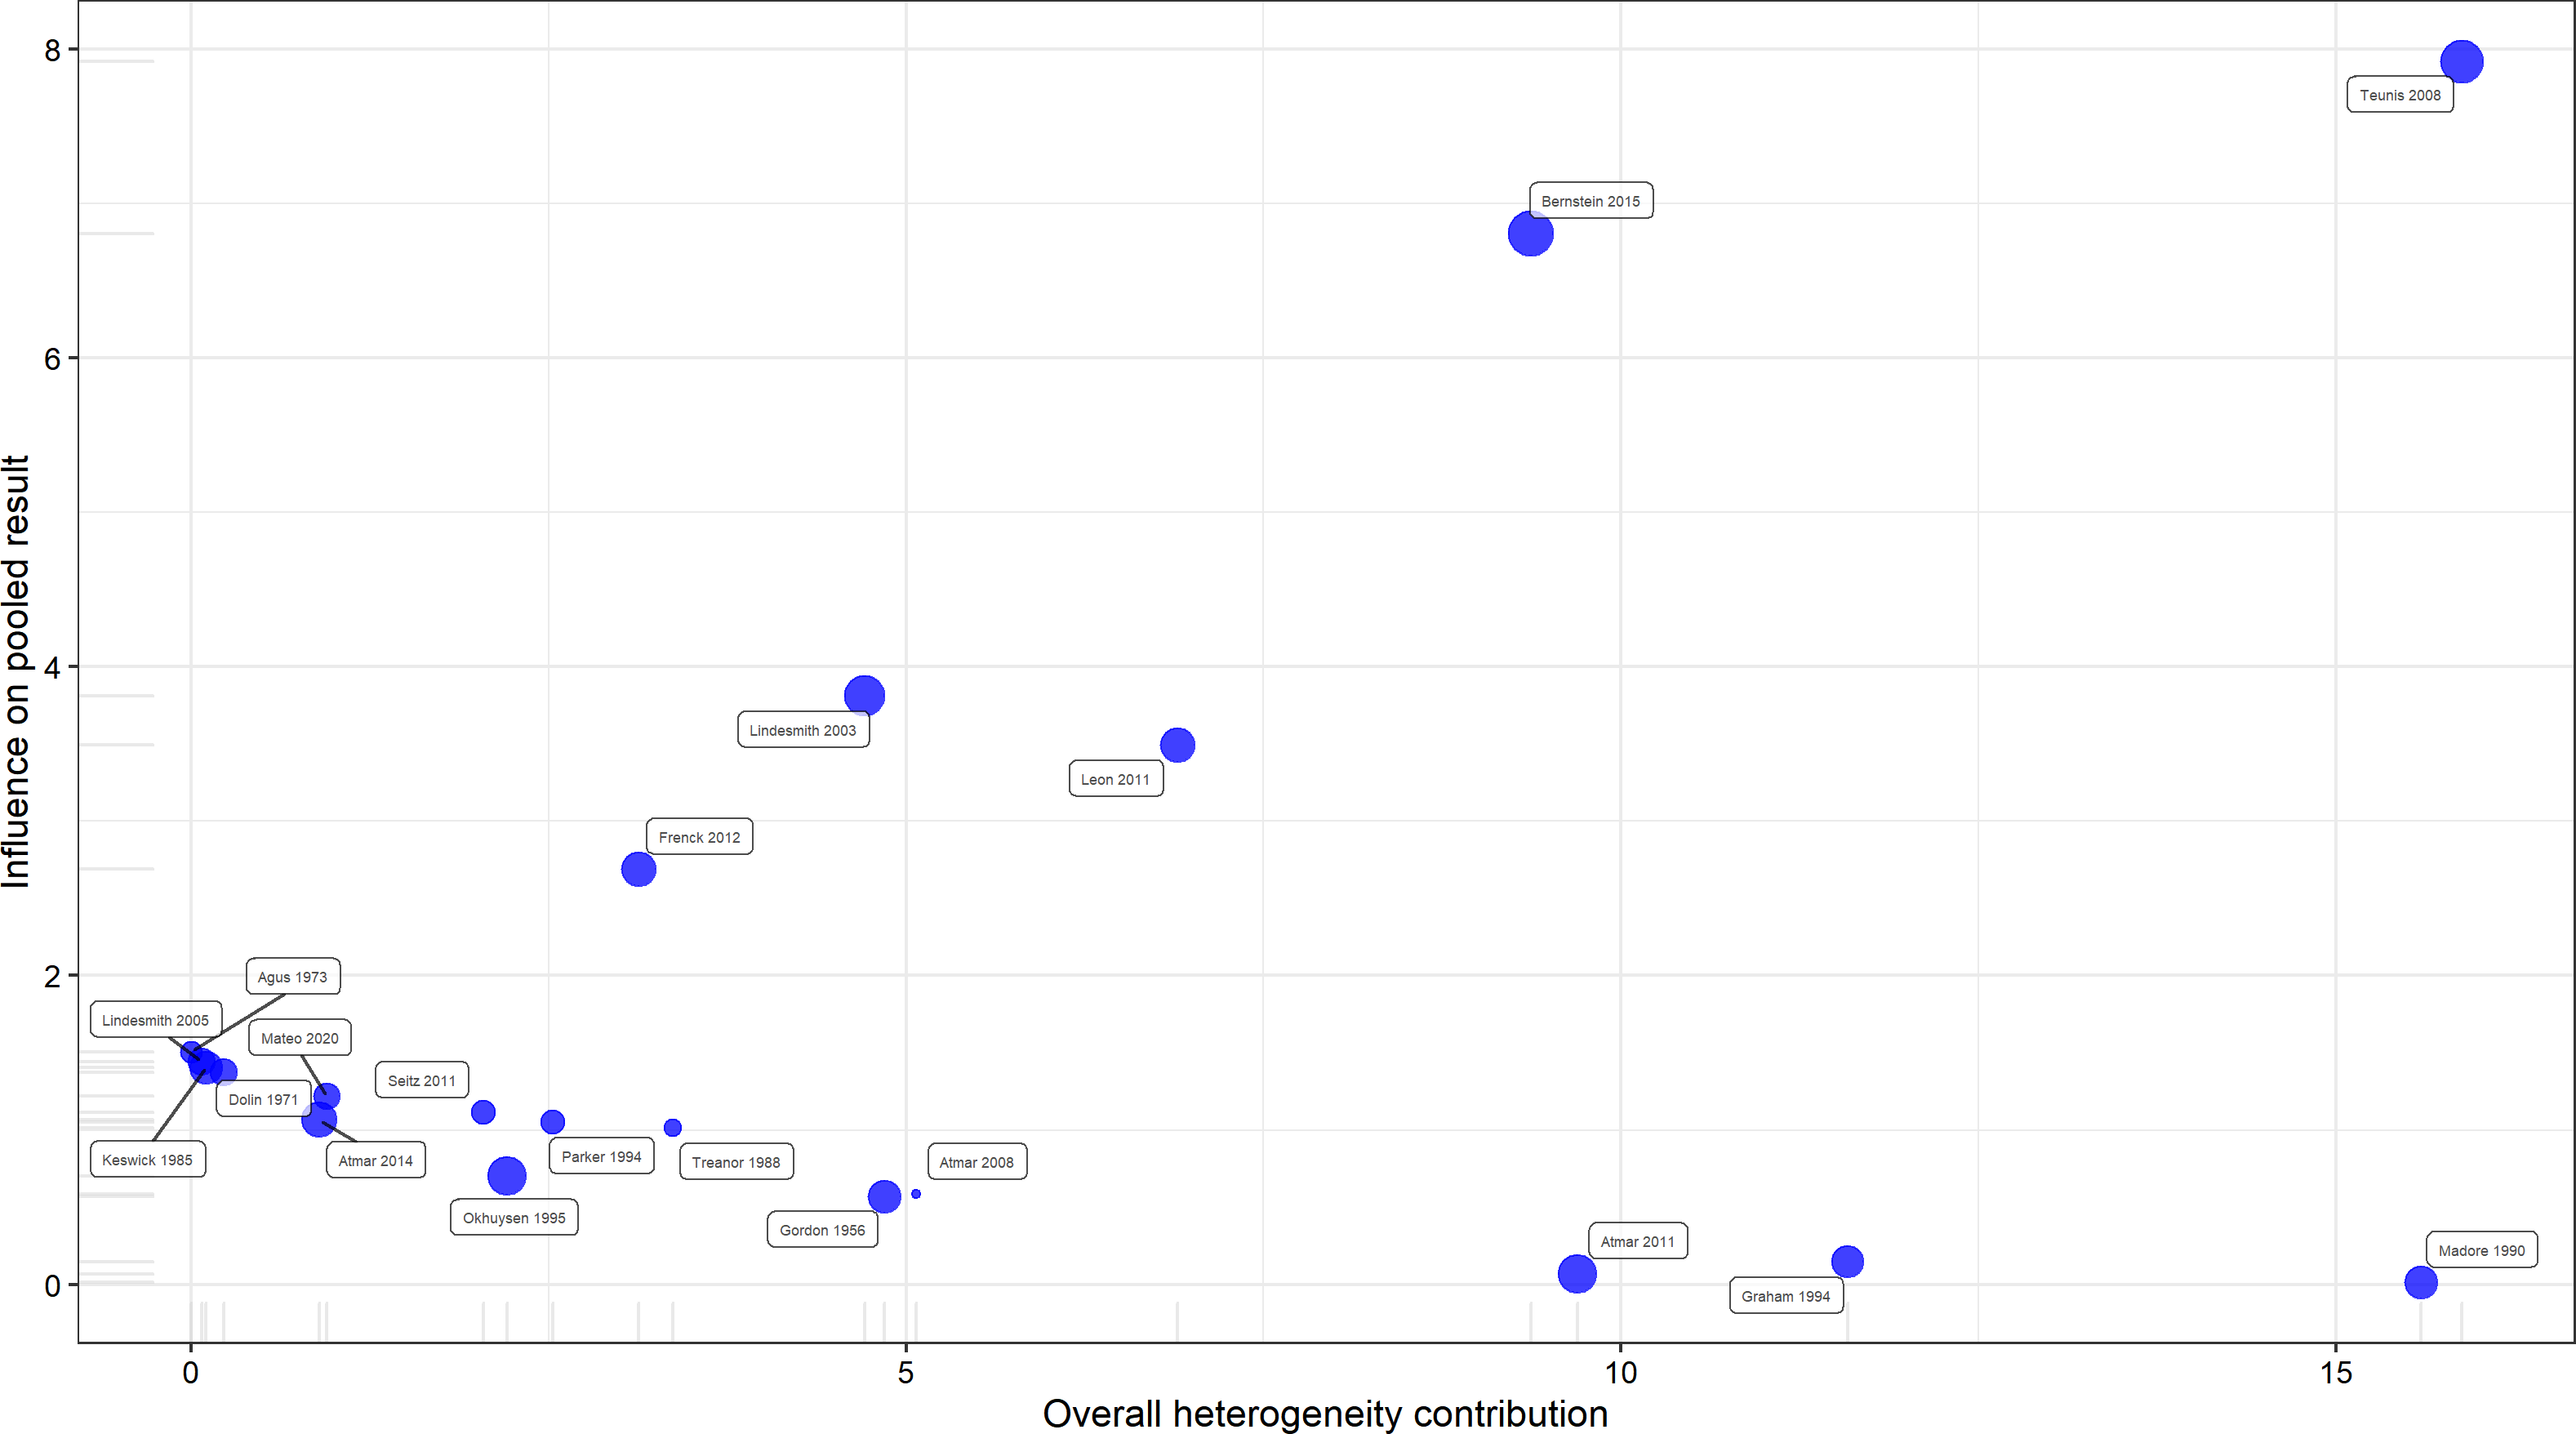 8
Teunis 2008
Bernstein 2015
6
Influence on pooled result
4
Lindesmith 2003
Leon 2011
Frenck 2012
2
Agus 1973
Lindesmith 2005
Mateo 2020
Seitz 2011
Dolin 1971
Keswick 1985
Atmar 2014
Parker 1994
Treanor 1988
Atmar 2008
Okhuysen 1995
Gordon 1956
Atmar 2011
Madore 1990
Graham 1994
0
0
5
10
15
Overall heterogeneity contribution